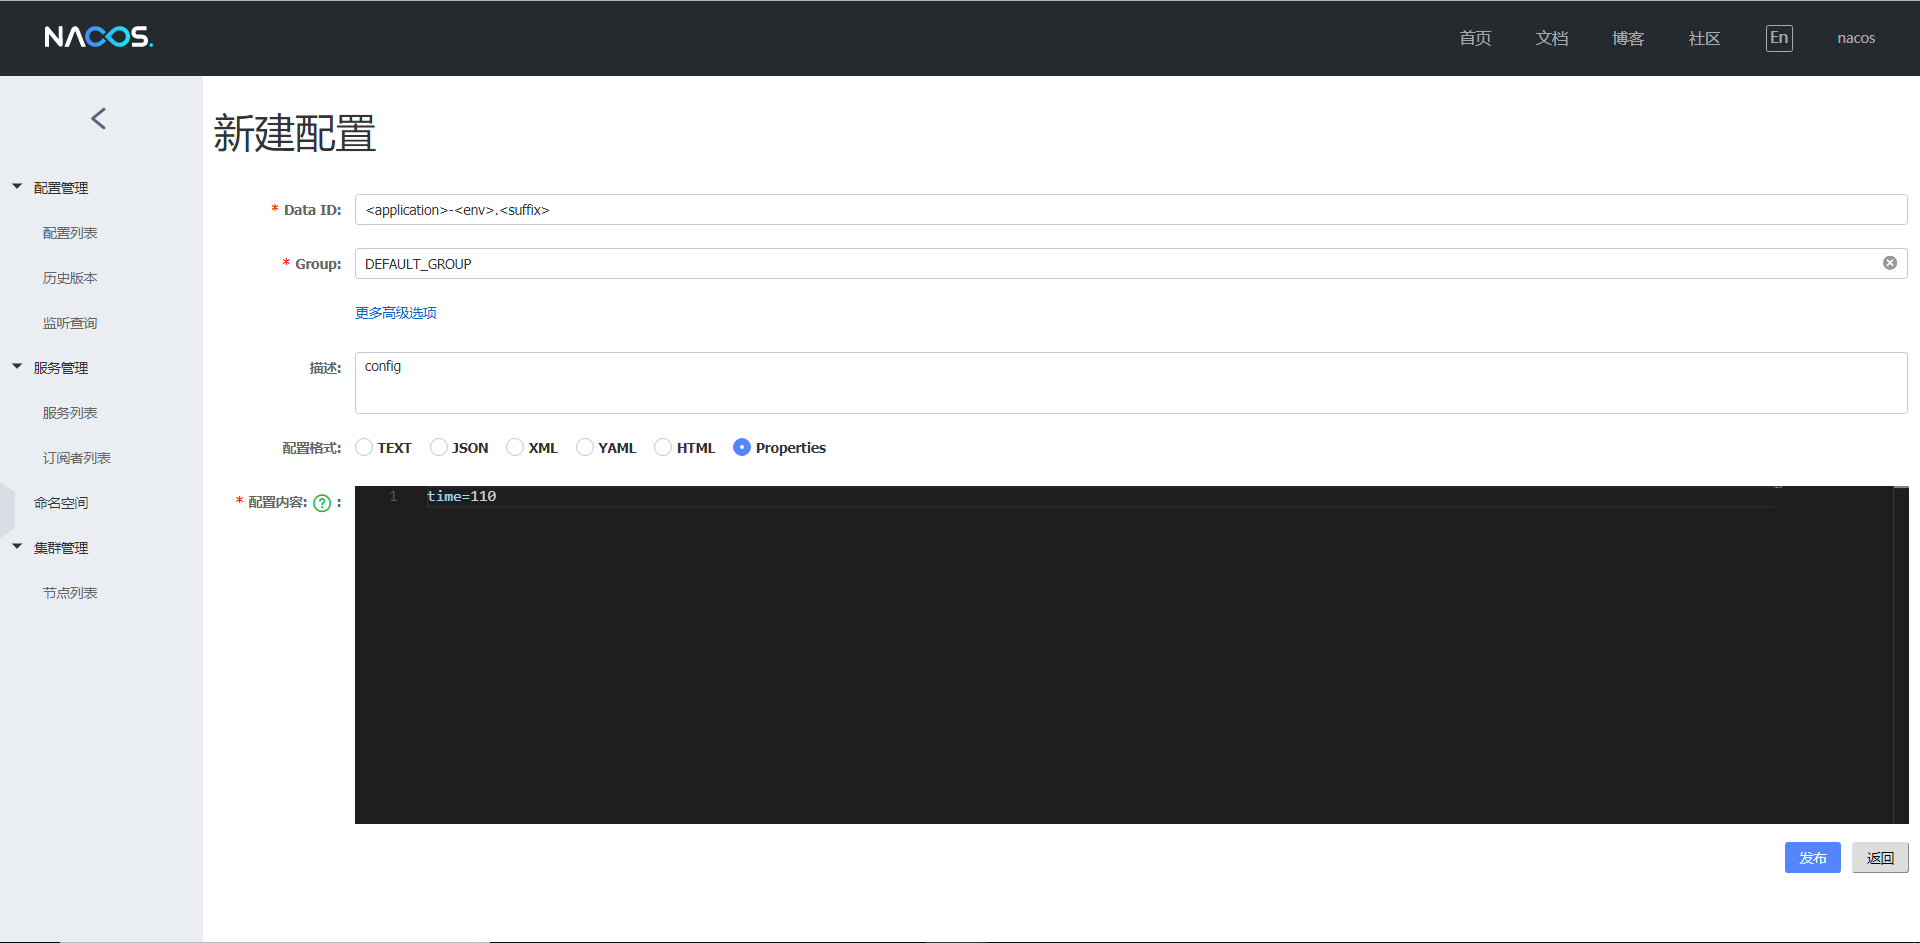 NACOS.
首页 文档 博客 社区 En nacos
新建配置
配置管理
配置列表
历史版本
监听查询
服务管理
服务列表
订阅者列表
命名空间
集群管理
节点列表
* Data ID: <application>-<env>.<suffix>
* Group: DEFAULT_GROUP
更多高级选项
描述: config
配置格式: TEXT JSON XML YAML HTML Properties
* 配置内容: ? :
1 time=110
发布 返回